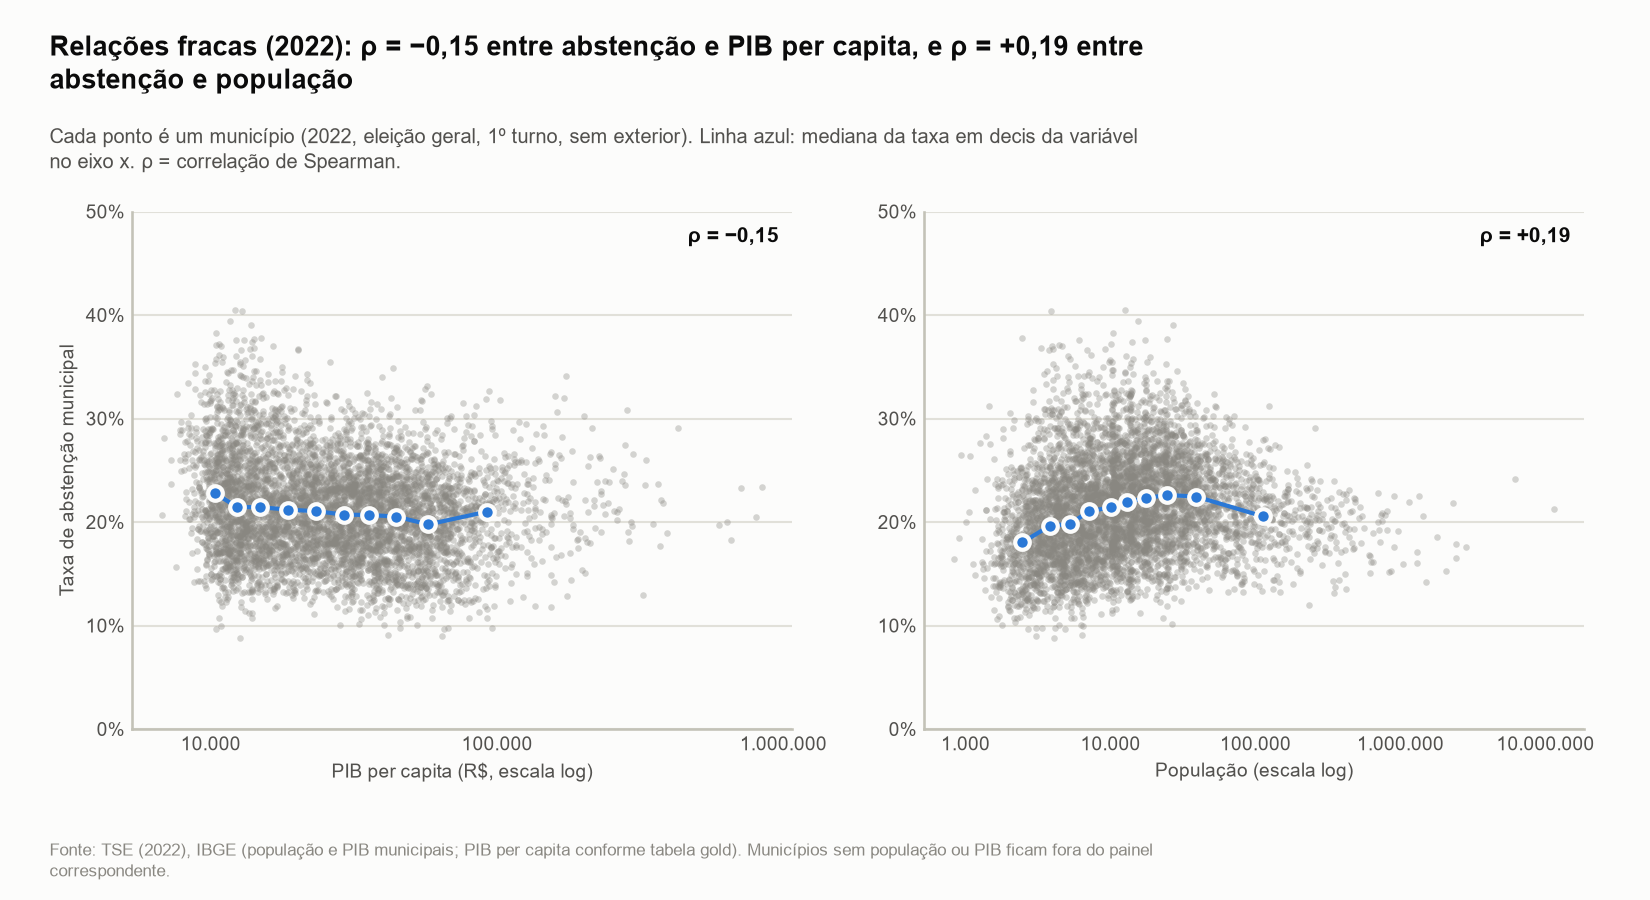 Relações fracas (2022): ρ = −0,15 entre abstenção e PIB per capita, e ρ = +0,19 entre
abstenção e população
Cada ponto é um município (2022, eleição geral, 1º turno, sem exterior). Linha azul: mediana da taxa em decis da variável
no eixo x. ρ = correlação de Spearman.
50%
40%
30%
20%
10%
0%
Taxa de abstenção municipal
ρ = −0,15
10.000
100.000
1.000.000
PIB per capita (R$, escala log)
50%
40%
30%
20%
10%
0%
ρ = +0,19
1.000
10.000
100.000
1.000.000
10.000.000
População (escala log)
Fonte: TSE (2022), IBGE (população e PIB municipais; PIB per capita conforme tabela gold). Municípios sem população ou PIB ficam fora do painel
correspondente.